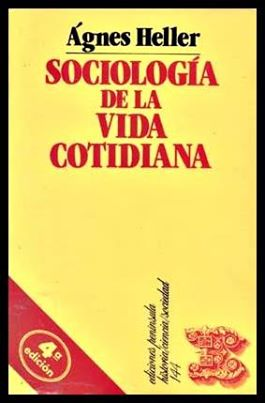 Ágnes Heller
SOCIOLOGÍA
DE LA
VIDA
COTIDIANA
4ª
edición
ediciones península
historia/ciencia/sociedad
144